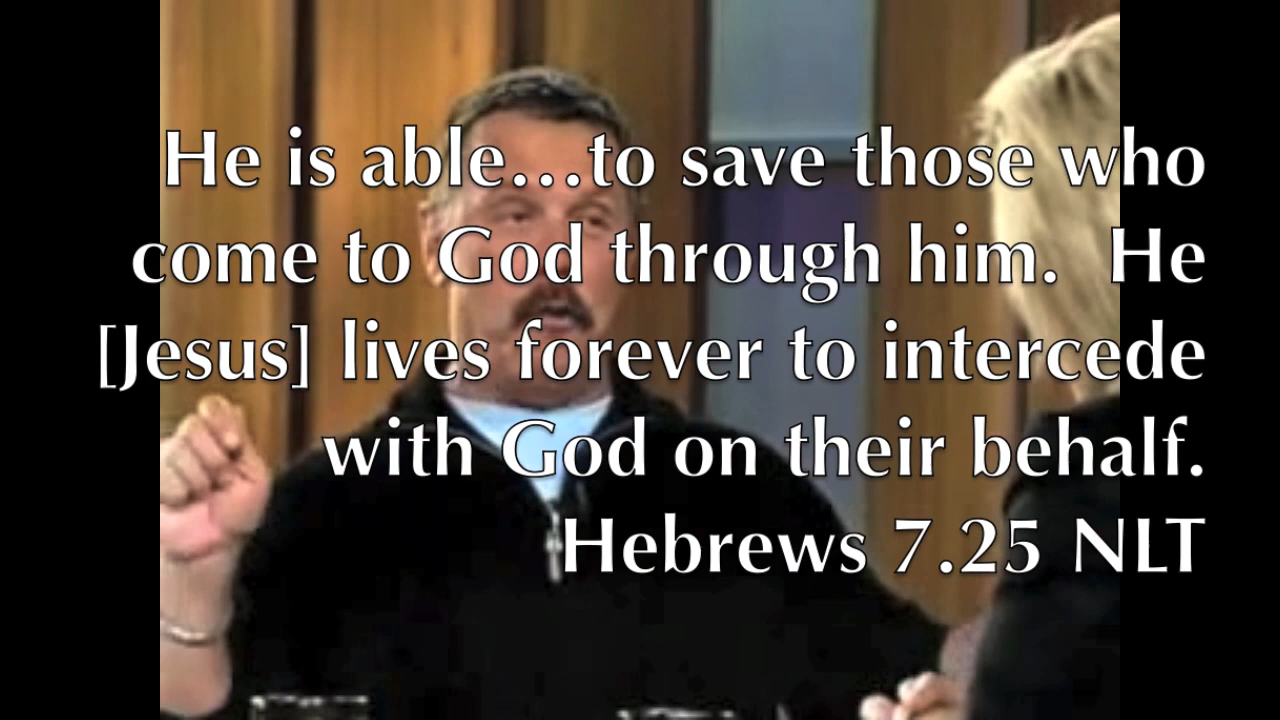 He is able...to save those who
come to God through him.  He
[Jesus] lives forever to intercede
with God on their behalf.
Hebrews 7.25 NLT